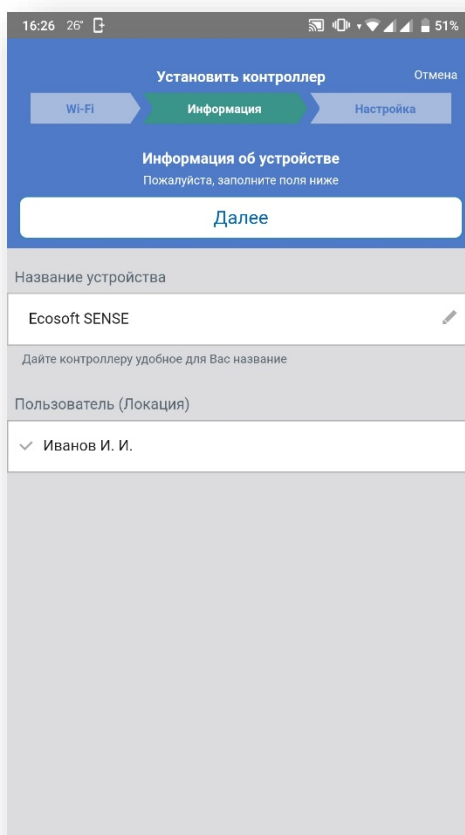 16:26 26° 51%
Установить контроллер Отмена
Wi-Fi Информация Настройка
Информация об устройстве
Пожалуйста, заполните поля ниже
Далее
Название устройства
Ecosoft SENSE
Дайте контроллеру удобное для Вас название
Пользователь (Локация)
Иванов И. И.